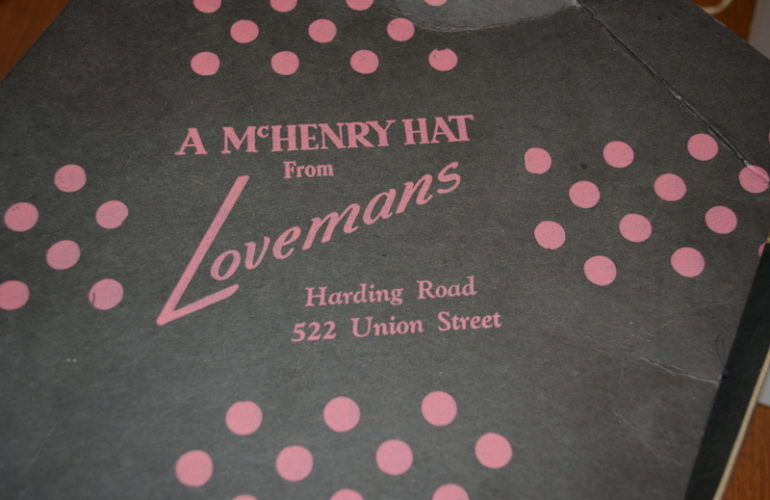 A McHENRY HAT
From
Lovemans
Harding Road
522 Union Street